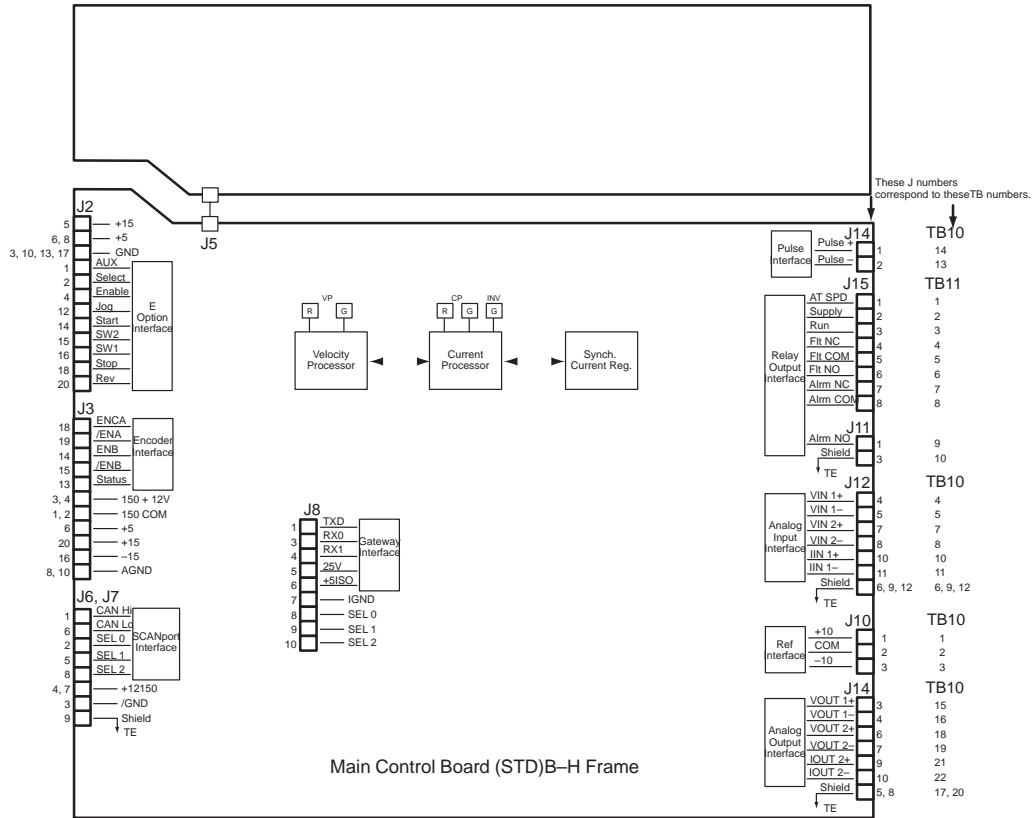 These J numbers
correspond to theseTB numbers.
J5
J2
5 +15
6, 8 +5
3, 10, 13, 17 GND
1 AUX
2 Select
4 Enable
12 Jog
14 Start
15 SW2
16 SW1
18 Stop
20 Rev
E
Option
Interface
J3
18 ENCA
19 /ENA
14 ENB
15 /ENB
13 Status
Encoder
Interface
3, 4 150 + 12V
1, 2 150 COM
6 +5
20 +15
16 –15
8, 10 AGND
J6, J7
1 CAN Hi
6 CAN Lo
2 SEL 0
5 SEL 1
8 SEL 2
SCANport
Interface
4, 7 +12150
3 /GND
9 Shield
TE
VP
R G
Velocity
Processor
CP INV
R G G
Current
Processor
Synch.
Current Reg.
J8
1 TXD
3 RX0
4 RX1
5 25V
6 +5ISO
Gateway
Interface
7 IGND
8 SEL 0
9 SEL 1
10 SEL 2
Main Control Board (STD)B–H Frame
J14 TB10
Pulse
Interface
Pulse + 1 14
Pulse – 2 13
J15 TB11
Relay
Output
Interface
AT SPD 1 1
Supply 2 2
Run 3 3
Flt NC 4 4
Flt COM 5 5
Flt NO 6 6
Alrm NC 7 7
Alrm COM 8 8
J11
Alrm NO 1 9
Shield 3 10
TE
J12 TB10
Analog
Input
Interface
VIN 1+ 4 4
VIN 1– 5 5
VIN 2+ 7 7
VIN 2– 8 8
IIN 1+ 10 10
IIN 1– 11 11
Shield 6, 9, 12 6, 9, 12
TE
J10 TB10
Ref
Interface
+10 1 1
COM 2 2
–10 3 3
J14 TB10
Analog
Output
Interface
VOUT 1+ 3 15
VOUT 1– 4 16
VOUT 2+ 6 18
VOUT 2– 7 19
IOUT 2+ 9 21
IOUT 2– 10 22
Shield 5, 8 17, 20
TE